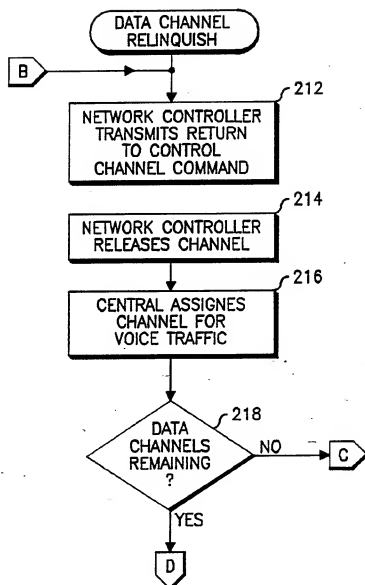 DATA CHANNEL
RELINQUISH
B
212
NETWORK CONTROLLER
TRANSMITS RETURN
TO CONTROL
CHANNEL COMMAND
214
NETWORK CONTROLLER
RELEASES CHANNEL
216
CENTRAL ASSIGNES
CHANNEL FOR
VOICE TRAFFIC
218
DATA
CHANNELS
REMAINING
?
NO
C
YES
D